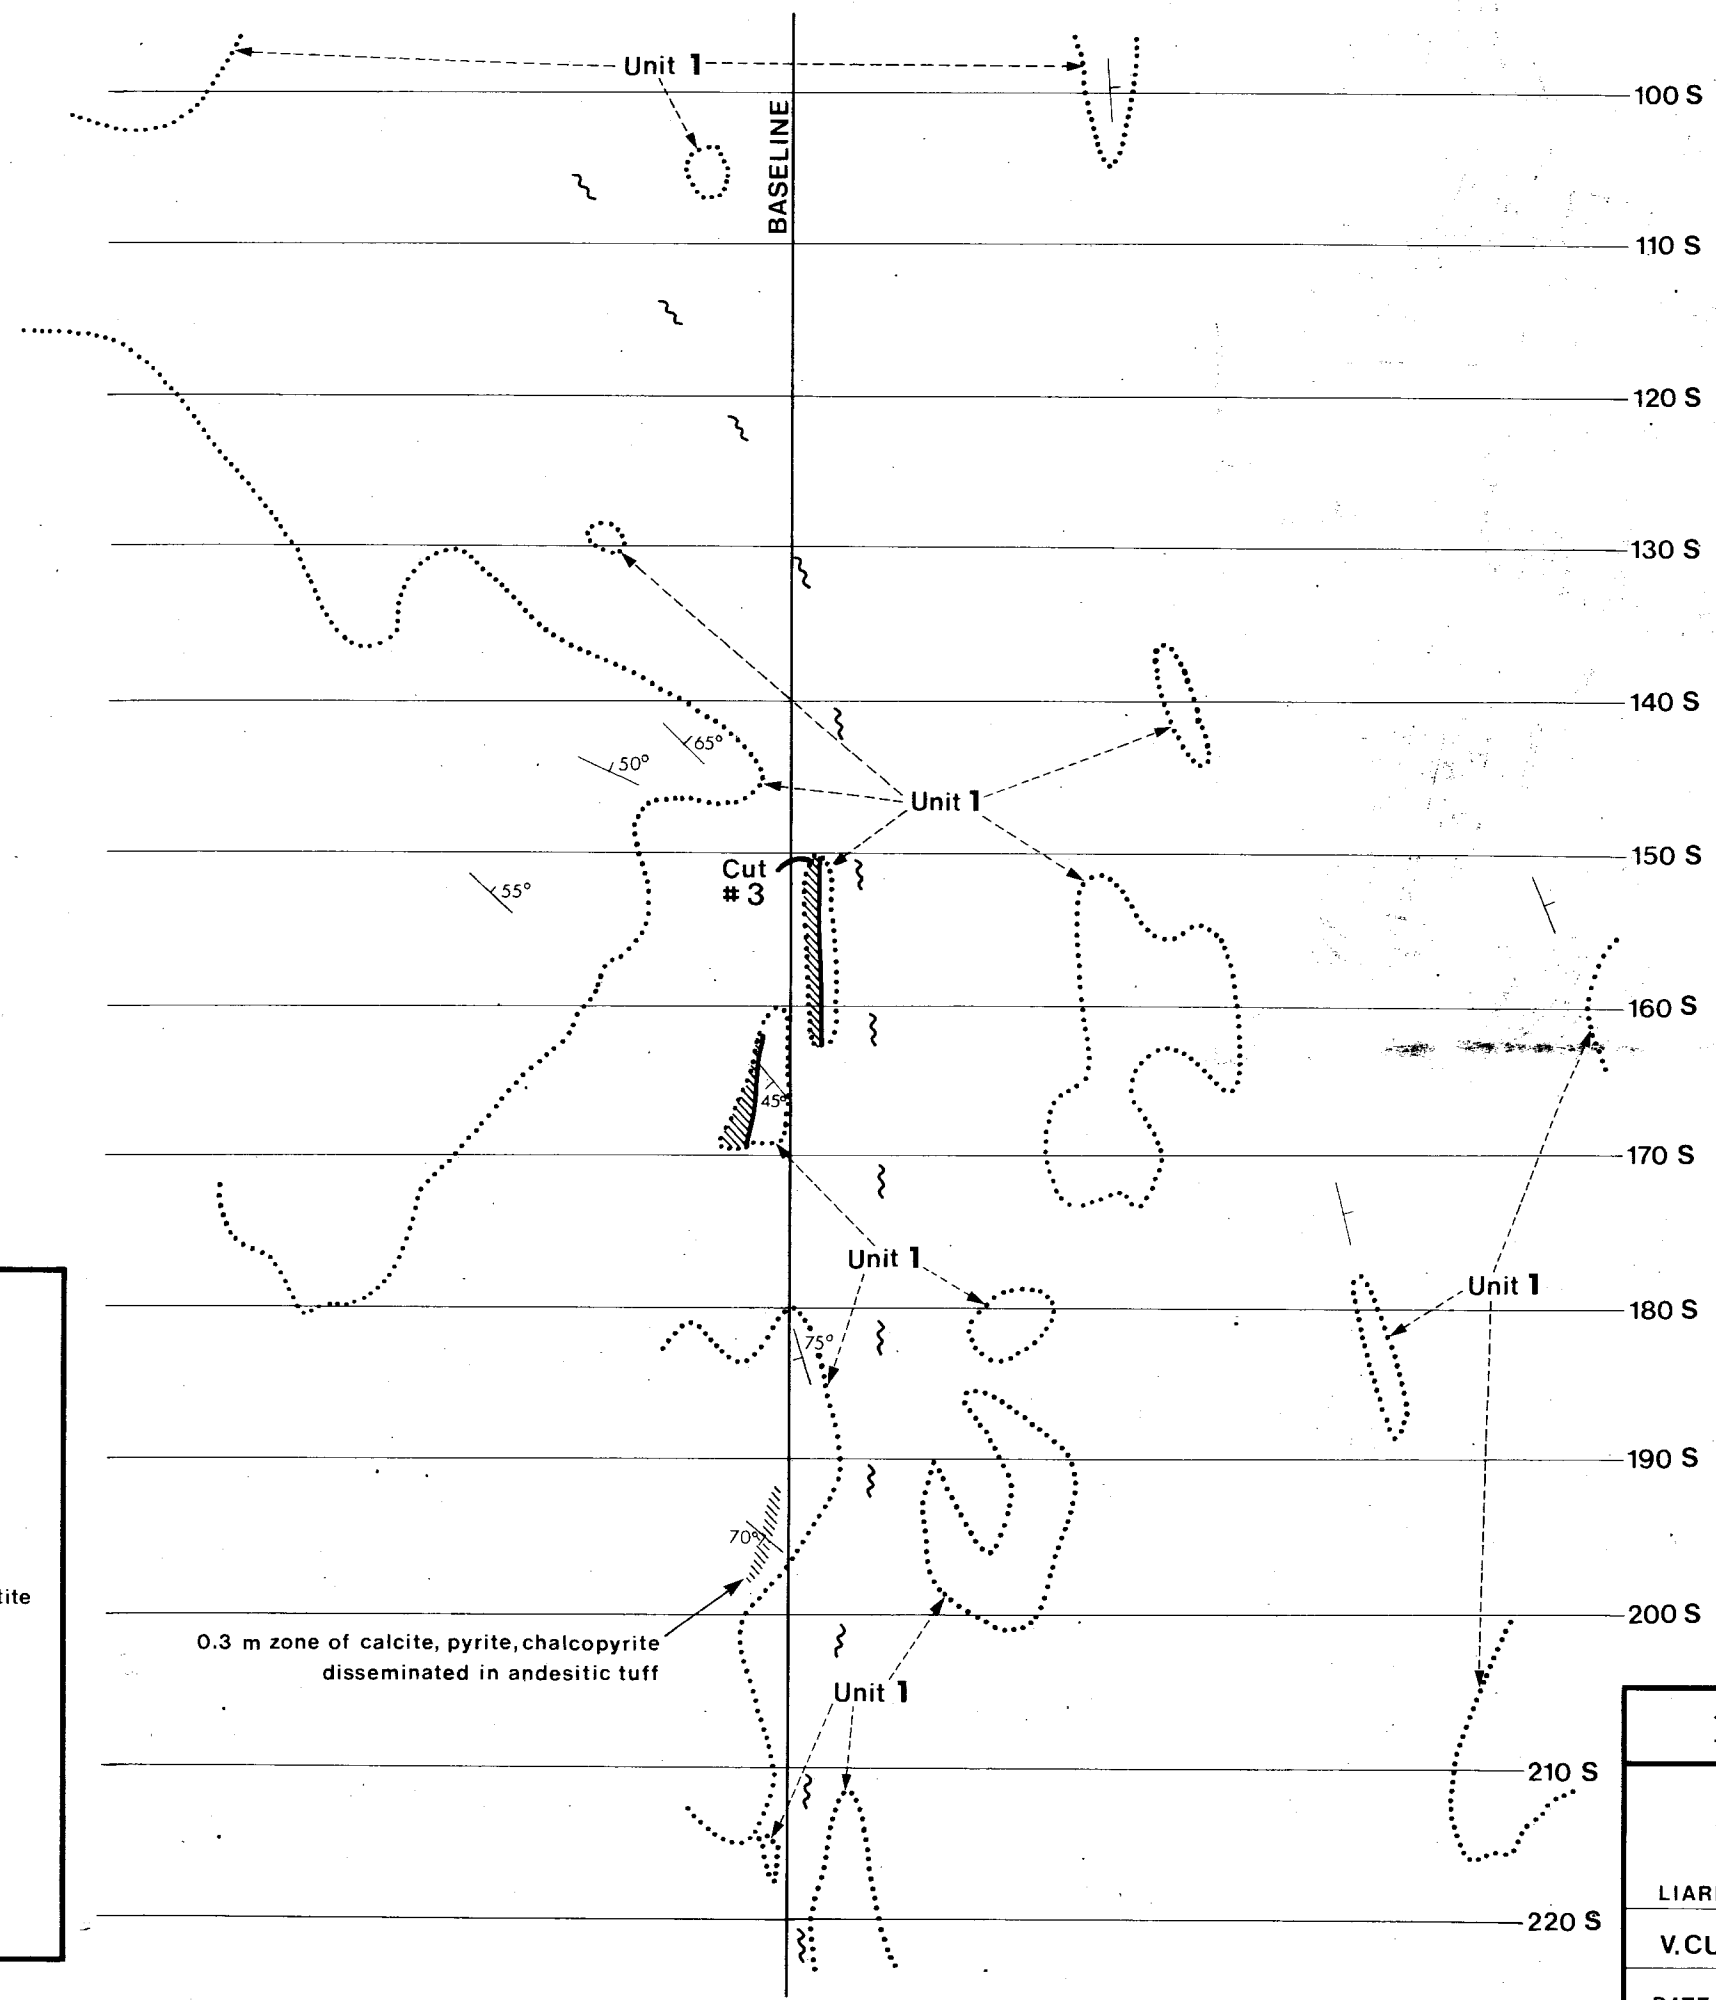 Unit 1
100 S
BASELINE
110 S
120 S
130 S
140 S
65°
50°
Unit 1
150 S
Cut
# 3
55°
160 S
45°
170 S
Unit 1
Unit 1
180 S
75°
190 S
70°
tite
200 S
0.3 m zone of calcite, pyrite, chalcopyrite
disseminated in andesitic tuff
Unit 1
210 S
LIAR
220 S
V. CU